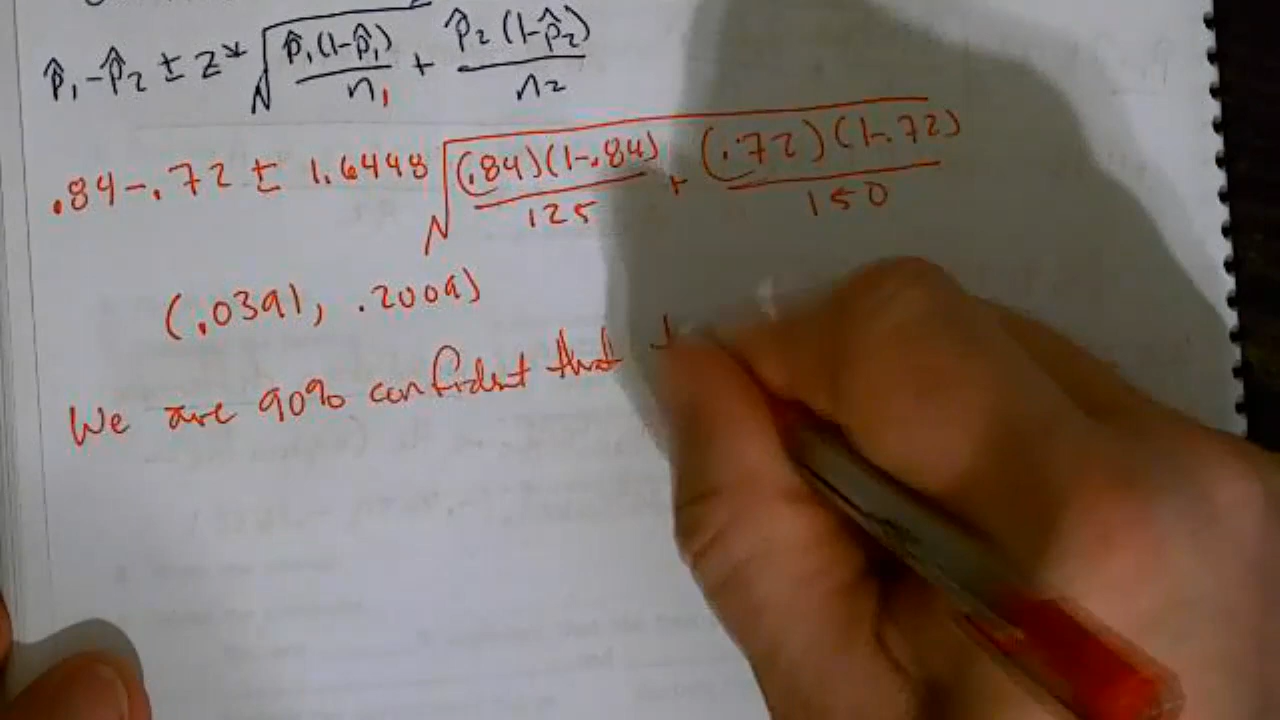 p̂₁-p̂₂ ± z* √ p̂₁(1-p̂₁)/n₁ + p̂₂(1-p̂₂)/n₂
.84-.72 ± 1.6448 √ (.84)(1-.84)/125 + (.72)(1-.72)/150
(.0391, .2009)
We are 90% confident that